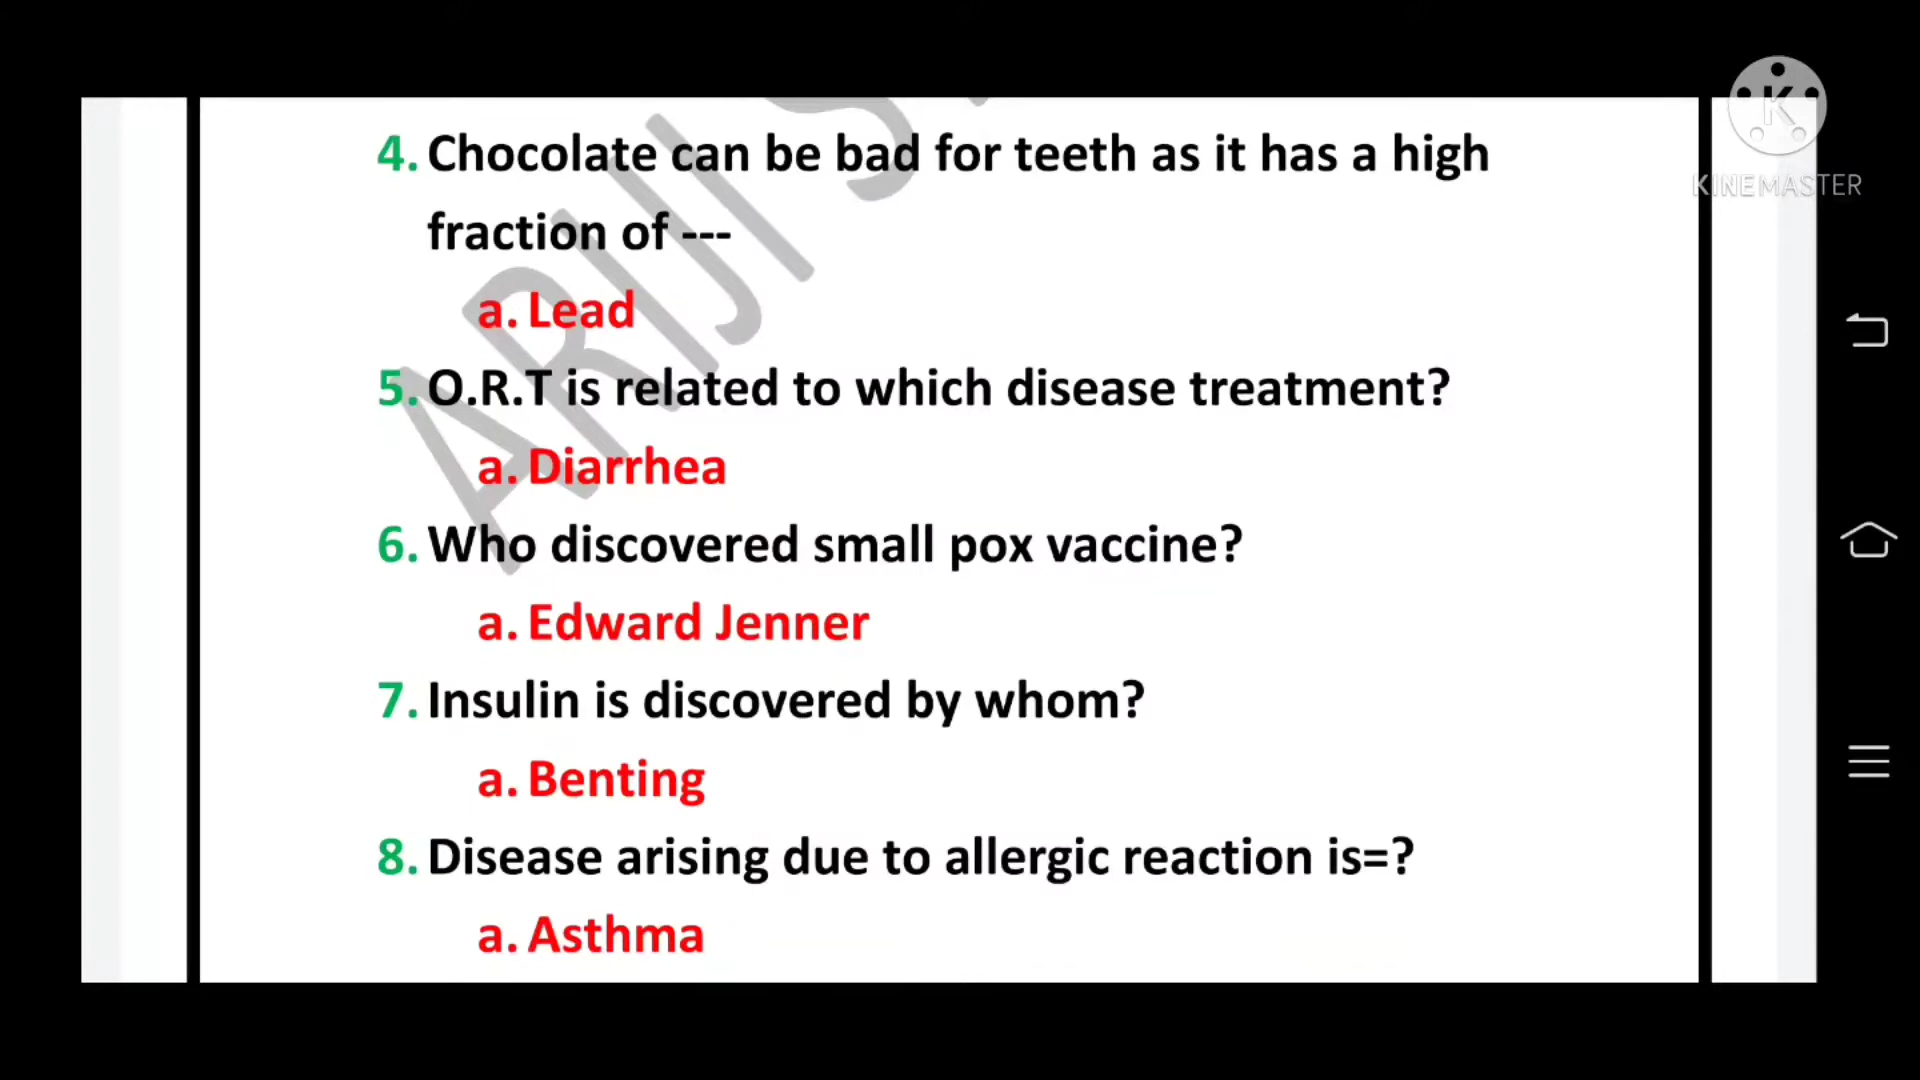 4. Chocolate can be bad for teeth as it has a high
fraction of ---
a. Lead
5. O.R.T is related to which disease treatment?
a. Diarrhea
6. Who discovered small pox vaccine?
a. Edward Jenner
7. Insulin is discovered by whom?
a. Benting
8. Disease arising due to allergic reaction is=?
a. Asthma
K
KINEMASTER